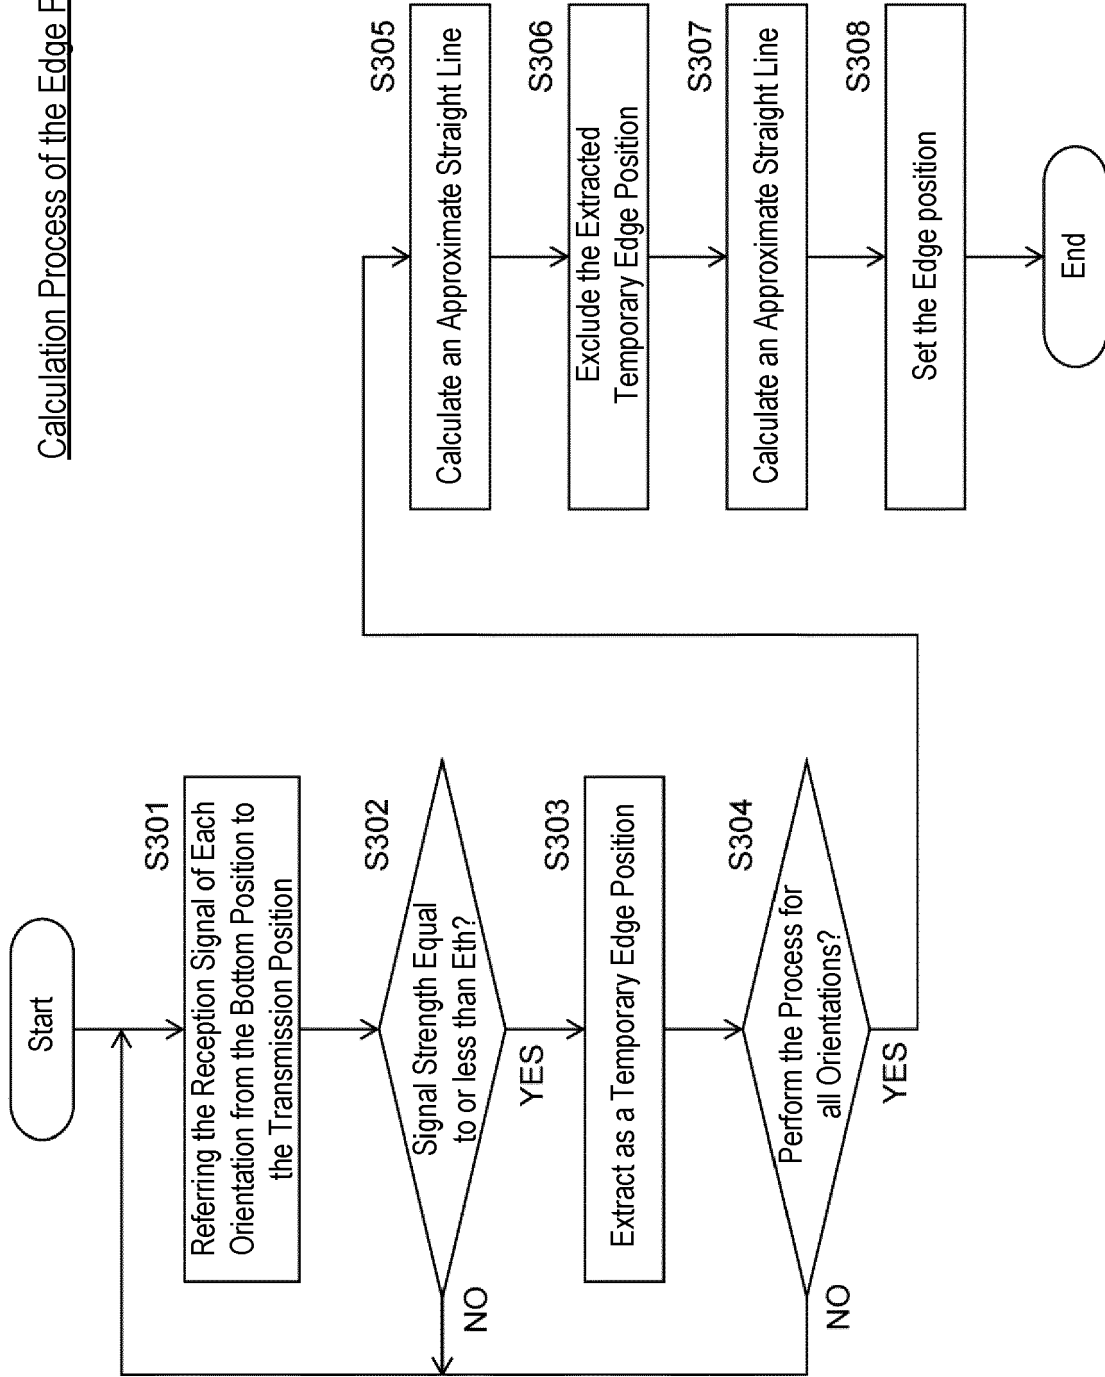 Calculation Process of the Edge
Start
S301
Referring the Reception Signal of Each
Orientation from the Bottom Position to
the Transmission Position
S302
Signal Strength Equal
to or less than Eth?
NO
YES
S303
Extract as a Temporary Edge Position
S304
Perform the Process for
all Orientations?
NO
YES
S305
Calculate an Approximate Straight Line
S306
Exclude the Extracted
Temporary Edge Position
S307
Calculate an Approximate Straight Line
S308
Set the Edge position
End